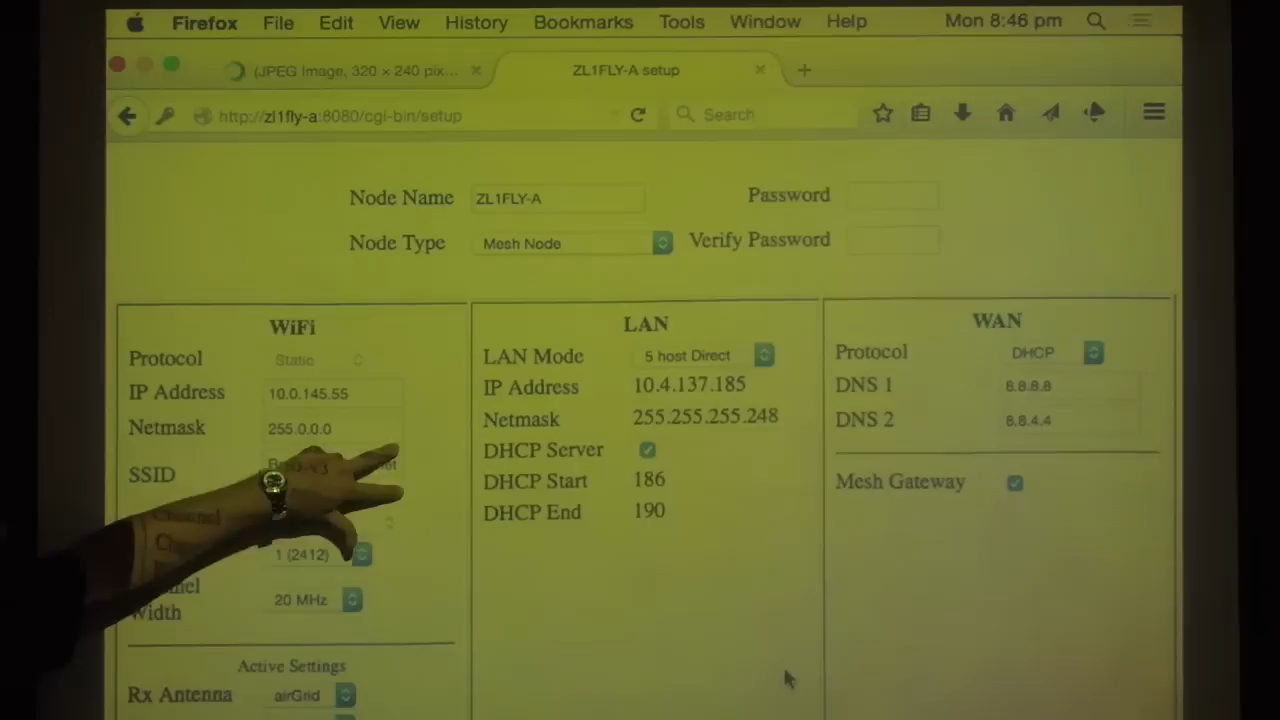 Firefox File Edit View History Bookmarks Tools Window Help Mon 8:46 pm
(JPEG Image, 320 × 240 pix... ZL1FLY-A setup
http://zl1fly-a:8080/cgi-bin/setup Search
Node Name ZL1FLY-A Password
Node Type Mesh Node Verify Password
WiFi
Protocol Static
IP Address 10.0.145.55
Netmask 255.0.0.0
SSID
Channel
1 (2412)
Width 20 MHz
Active Settings
Rx Antenna airGrid
LAN
LAN Mode 5 host Direct
IP Address 10.4.137.185
Netmask 255.255.255.248
DHCP Server
DHCP Start 186
DHCP End 190
WAN
Protocol DHCP
DNS 1 8.8.8.8
DNS 2 8.8.4.4
Mesh Gateway